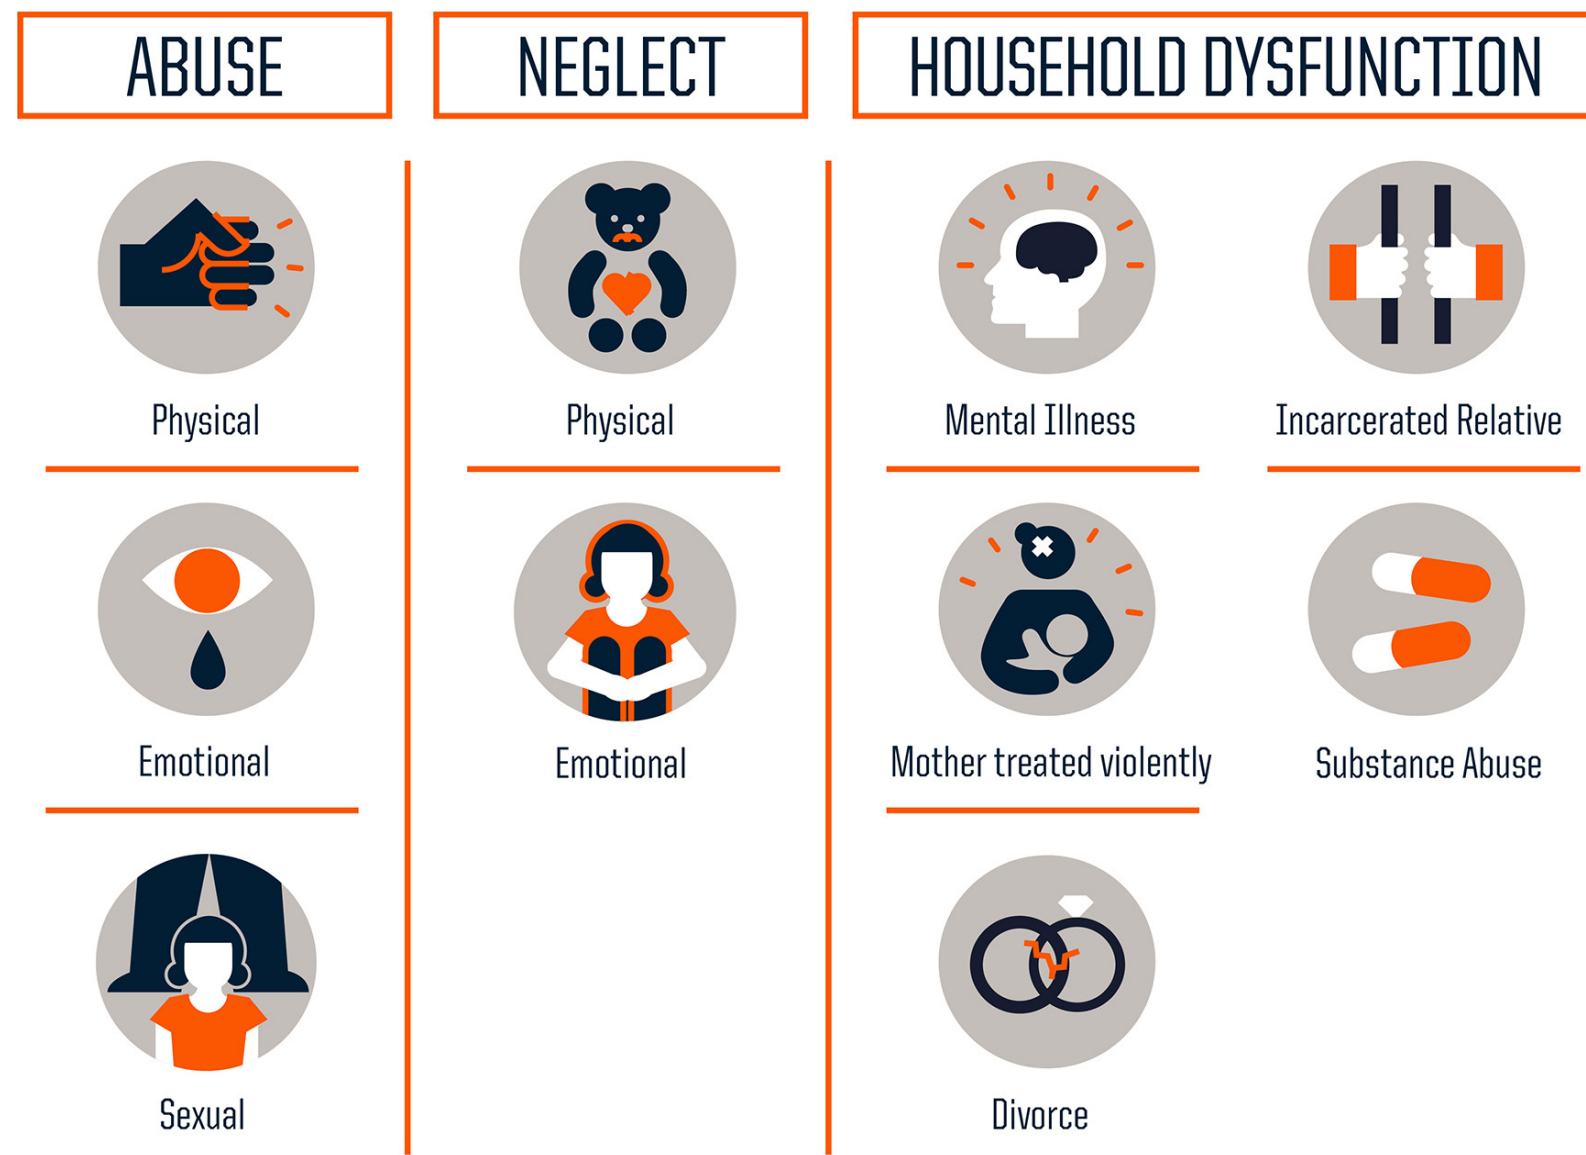 ABUSE
Physical
Emotional
Sexual
NEGLECT
Physical
Emotional
HOUSEHOLD DYSFUNCTION
Mental Illness
Incarcerated Relative
Mother treated violently
Substance Abuse
Divorce